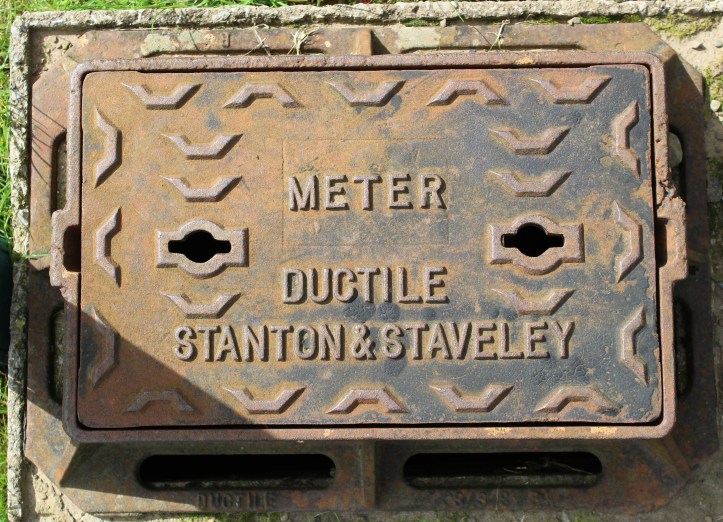 METER
DUCTILE
STANTON & STAVELEY
DUCTILE